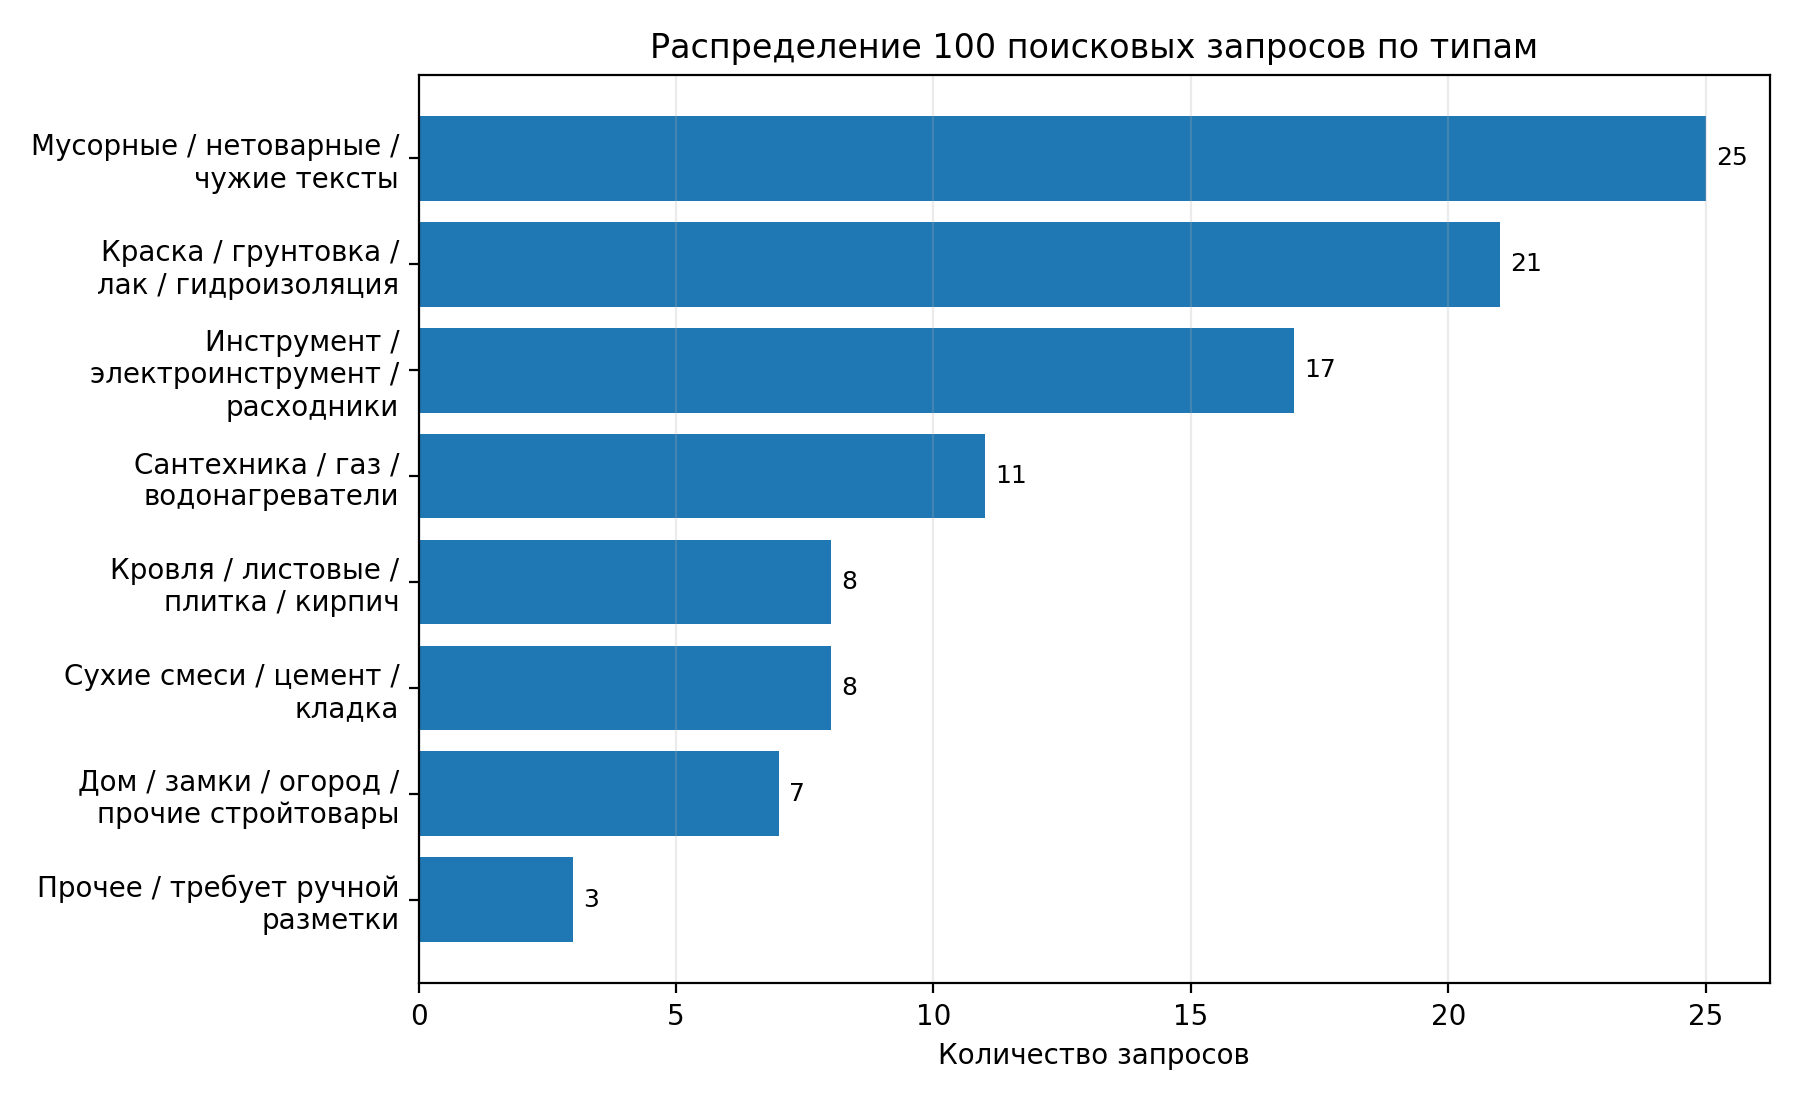 Распределение 100 поисковых запросов по типам
Мусорные / нетоварные /
чужие тексты
25
Краска / грунтовка /
лак / гидроизоляция
21
Инструмент /
электроинструмент /
расходники
17
Сантехника / газ /
водонагреватели
11
Кровля / листовые /
плитка / кирпич
8
Сухие смеси / цемент /
кладка
8
Дом / замки / огород /
прочие стройтовары
7
Прочее / требует ручной
разметки
3
0 5 10 15 20 25
Количество запросов